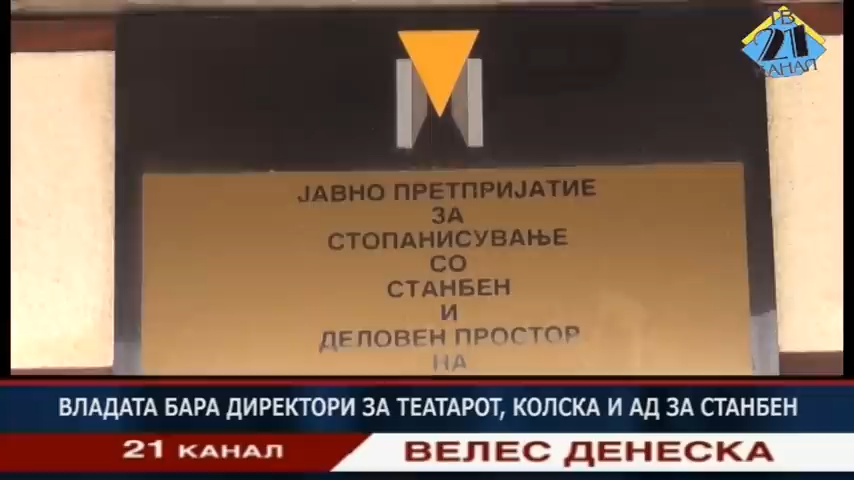 ТВ
21
КАНАЛ
ЈАВНО ПРЕТПРИЈАТИЕ
ЗА
СТОПАНИСУВАЊЕ
СО
СТАНБЕН
И
ДЕЛОВЕН ПРОСТОР
НА
ВЛАДАТА БАРА ДИРЕКТОРИ ЗА ТЕАТАРОТ, КОЛСКА И АД ЗА СТАНБЕН
21 КАНАЛ
ВЕЛЕС ДЕНЕСКА